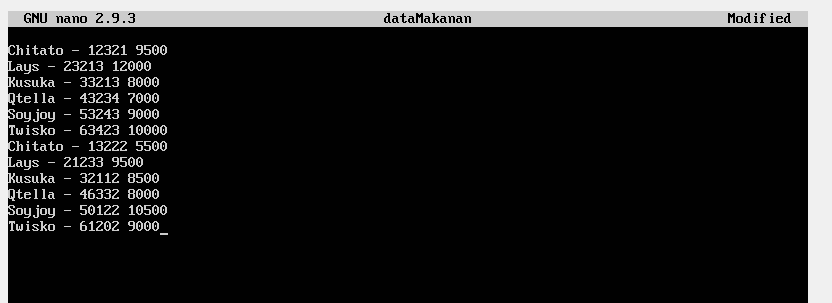 GNU nano 2.9.3 dataMakanan Modified
Chitato - 12321 9500
Lays - 23213 12000
Kusuka - 33213 8000
Qtella - 43234 7000
Soyjoy - 53243 9000
Twisko - 63423 10000
Chitato - 13222 5500
Lays - 21233 9500
Kusuka - 32112 8500
Qtella - 46332 8000
Soyjoy - 50122 10500
Twisko - 61202 9000_